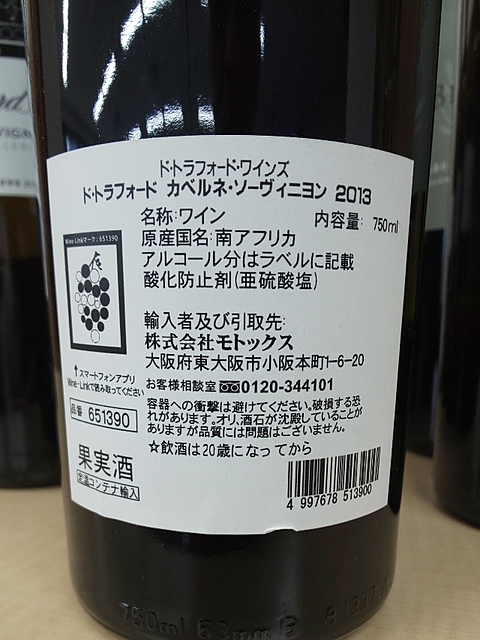 ド・トラフォード・ワインズ
ド・トラフォード カベルネ・ソーヴィニヨン 2013
名称:ワイン 内容量: 750ml
原産国名:南アフリカ
アルコール分はラベルに記載
酸化防止剤(亜硫酸塩)
Wine-Linkマーク:651390
輸入者及び引取先:
株式会社モトックス
大阪府東大阪市小阪本町1-6-20
↑スマートフォンアプリ
Wine-Linkで読み取ってください
お客様相談室 0120-344101
品番 651390
容器への衝撃は避けてください。破損する恐
れがあります。オリ、酒石が沈殿していることが
ありますが品質には問題はございません。
☆飲酒は20歳になってから
果実酒
定温コンテナ輸入
4 997678 513900
750ml 63mm